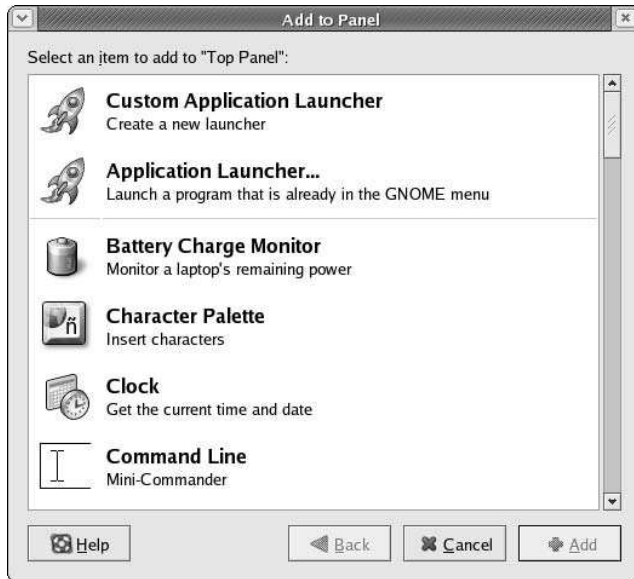 Add to Panel
Select an item to add to "Top Panel":
Custom Application Launcher
Create a new launcher
Application Launcher...
Launch a program that is already in the GNOME menu
Battery Charge Monitor
Monitor a laptop's remaining power
Character Palette
Insert characters
Clock
Get the current time and date
Command Line
Mini-Commander
Help
Back
Cancel
Add